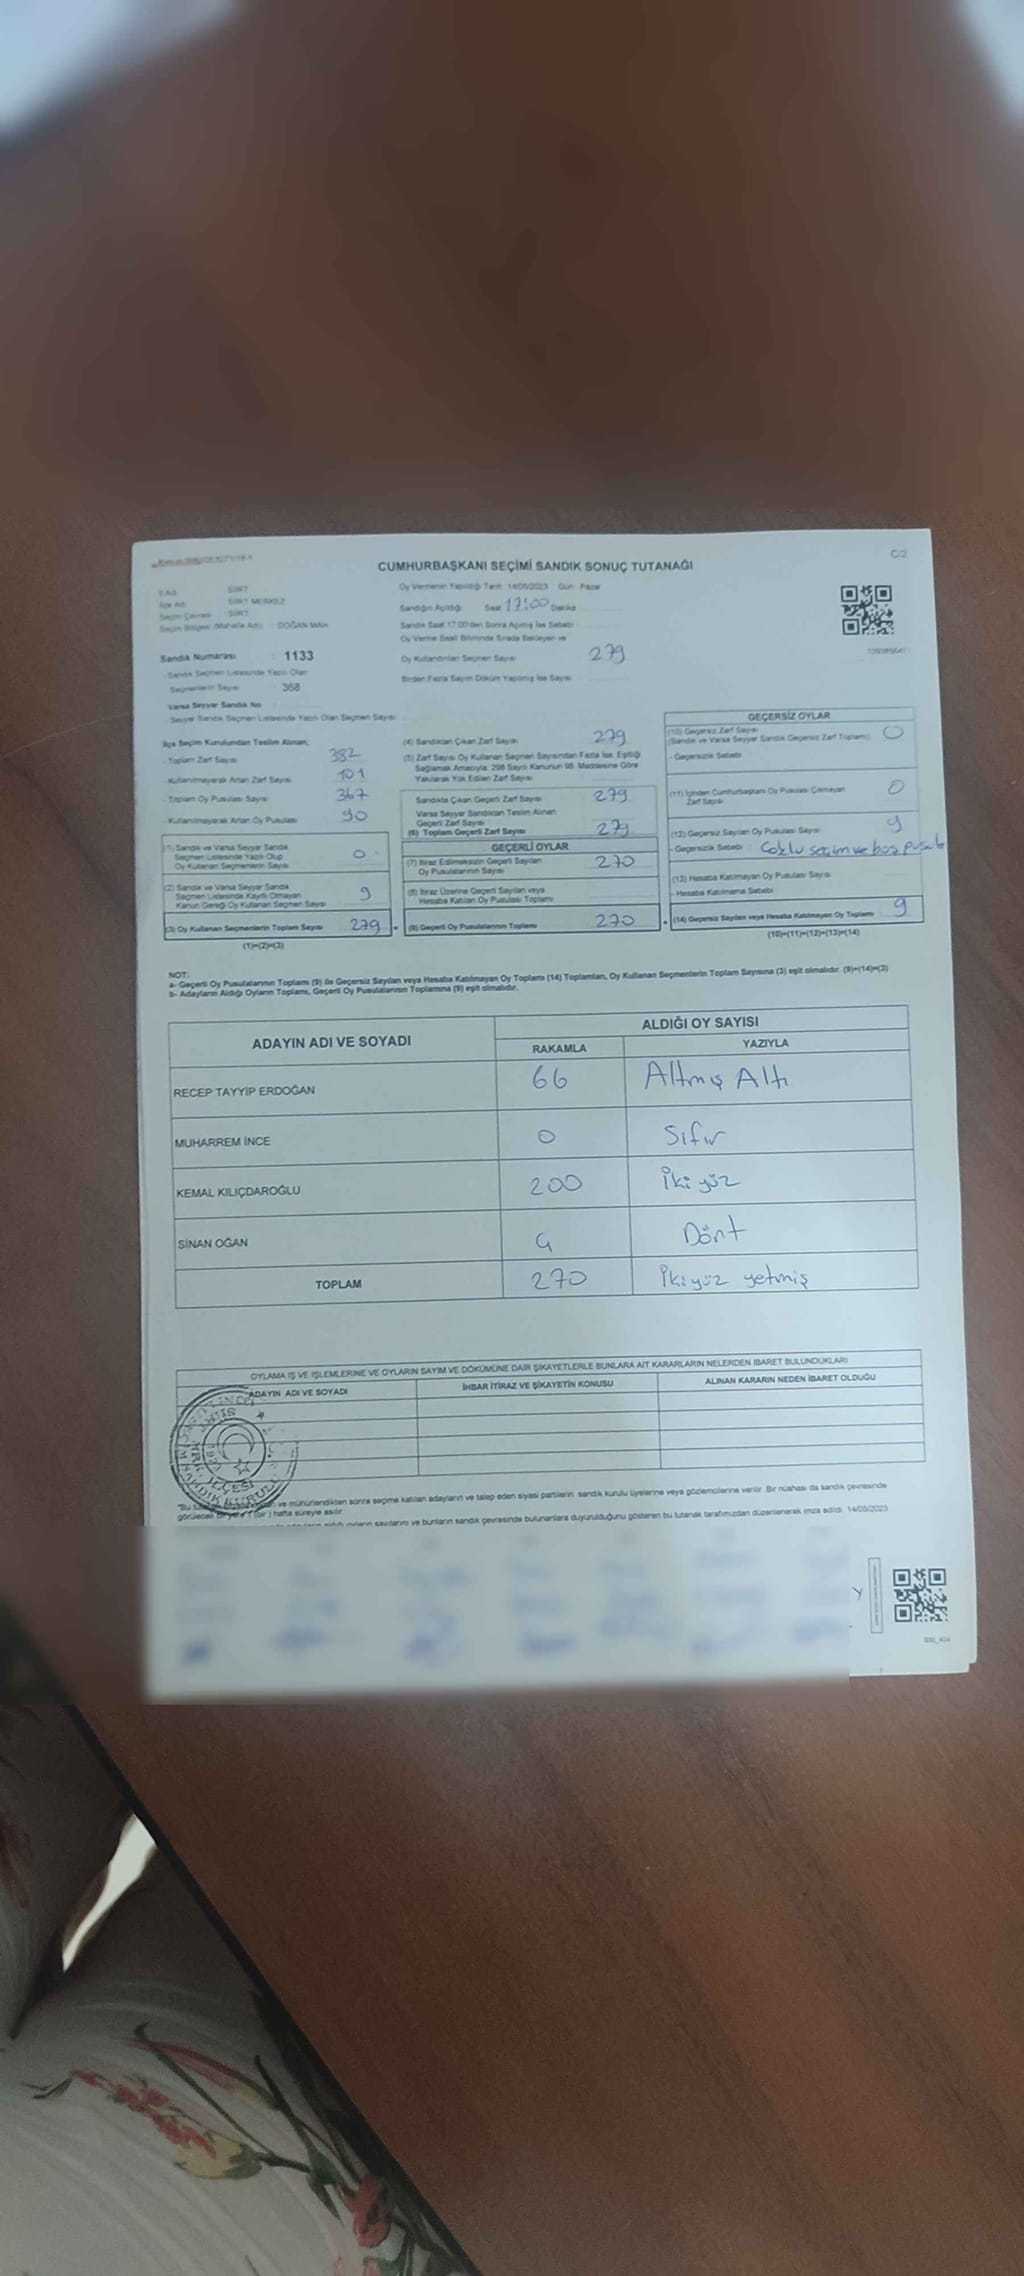 C/2
CUMHURBAŞKANI SEÇİMİ SANDIK SONUÇ TUTANAĞI
Oy Vermenin Yapıldığı Tarih 14/05/2023 Gün: Pazar
İl Adı : SİİRT
İlçe Adı : SİİRT MERKEZ
Seçim Çevresi : SİİRT
Seçim Bölgesi (Mahalle Adı) : DOĞAN MAH.
Sandığın Açıldığı Saat 17:00 Dakika
Sandık Saat 17:00'den Sonra Açılmış İse Sebebi
Oy Verme Saati Bitiminde Sırada Bekleyen ve
Oy Kullandırılan Seçmen Sayısı 279
Birden Fazla Sayım Döküm Yapılmış İse Sayısı
Sandık Numarası : 1133
Sandık Seçmen Listesinde Yazılı Olan
Seçmenlerin Sayısı 368
Varsa Seyyar Sandık No
Seyyar Sandık Seçmen Listesinde Yazılı Olan Seçmen Sayısı
İlçe Seçim Kurulundan Teslim Alınan;
Toplam Zarf Sayısı 382
Kullanılmayarak Artan Zarf Sayısı 101
Toplam Oy Pusulası Sayısı 367
Kullanılmayarak Artan Oy Pusulası 90
(1) Sandık ve Varsa Seyyar Sandık
Seçmen Listesinde Yazılı Olup
Oy Kullanan Seçmenlerin Sayısı 0
(2) Sandık ve Varsa Seyyar Sandık
Seçmen Listesinde Kayıtlı Olmayan
Kanun Gereği Oy Kullanan Seçmen Sayısı 9
(3) Oy Kullanan Seçmenlerin Toplam Sayısı 279
(1)+(2)=(3)
(4) Sandıktan Çıkan Zarf Sayısı 279
(5) Zarf Sayısı Oy Kullanan Seçmen Sayısından Fazla İse, Eşitliği
Sağlamak Amacıyla; 298 Sayılı Kanunun 98. Maddesine Göre
Yakılarak Yok Edilen Zarf Sayısı
Sandıkta Çıkan Geçerli Zarf Sayısı 279
Varsa Seyyar Sandıktan Teslim Alınan
Geçerli Zarf Sayısı
(6) Toplam Geçerli Zarf Sayısı 279
GEÇERLİ OYLAR
(7) İtiraz Edilmeksizin Geçerli Sayılan
Oy Pusulalarının Sayısı 270
(8) İtiraz Üzerine Geçerli Sayılan veya
Hesaba Katılan Oy Pusulası Toplamı
(9) Geçerli Oy Pusulalarının Toplamı 270
GEÇERSİZ OYLAR
(10) Geçersiz Zarf Sayısı
(Sandık ve Varsa Seyyar Sandık Geçersiz Zarf Toplamı) 0
- Geçersizlik Sebebi
(11) İçinden Cumhurbaşkanı Oy Pusulası Çıkmayan
Zarf Sayısı 0
(12) Geçersiz Sayılan Oy Pusulası Sayısı 9
- Geçersizlik Sebebi : Çoklu seçim ve boş pusula
(13) Hesaba Katılmayan Oy Pusulası Sayısı
- Hesaba Katılmama Sebebi
(14) Geçersiz Sayılan veya Hesaba Katılmayan Oy Toplamı 9
(10)+(11)+(12)+(13)=(14)
NOT:
a- Geçerli Oy Pusulalarının Toplamı (9) ile Geçersiz Sayılan veya Hesaba Katılmayan Oy Toplamı (14) Toplamları, Oy Kullanan Seçmenlerin Toplam Sayısına (3) eşit olmalıdır. (9)+(14)=(3)
b- Adayların Aldığı Oyların Toplamı, Geçerli Oy Pusulalarının Toplamına (9) eşit olmalıdır.
ADAYIN ADI VE SOYADI ALDIĞI OY SAYISI
RAKAMLA YAZIYLA
RECEP TAYYİP ERDOĞAN 66 Altmış Altı
MUHARREM İNCE 0 Sıfır
KEMAL KILIÇDAROĞLU 200 İki yüz
SİNAN OĞAN 4 Dört
TOPLAM 270 İkiyüz yetmiş
OYLAMA İŞ VE İŞLEMLERİNE VE OYLARIN SAYIM VE DÖKÜMÜNE DAİR ŞİKAYETLERLE BUNLARA AİT KARARLARIN NELERDEN İBARET BULUNDUKLARI
ADAYIN ADI VE SOYADI İHBAR İTİRAZ VE ŞİKAYETİN KONUSU ALINAN KARARIN NEDEN İBARET OLDUĞU
SİİRT
MRK. İLÇESİ
SANDIK KURULU
"Bu ve mühürlendikten sonra seçime katılan adayların ve talep eden siyasi partilerin sandık kurulu üyelerine veya gözlemcilerine verilir. Bir nüshası da sandık çevresinde
görülecek bir yere 1 (bir) hafta süreyle asılır.
oyların sayılarını ve bunların sandık çevresinde bulunanlara duyurulduğunu gösteren bu tutanak tarafımızdan düzenlenerek imza edildi. 14/05/2023